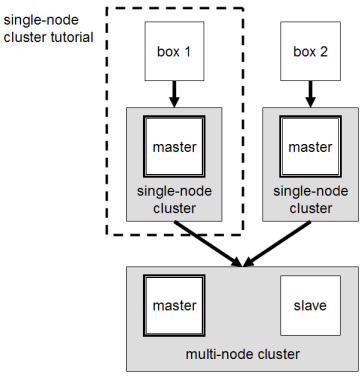 single-node
cluster tutorial
box 1
box 2
master
master
single-node
cluster
single-node
cluster
master
slave
multi-node cluster